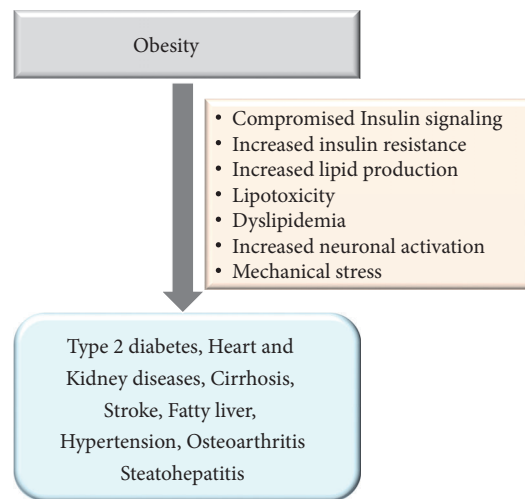 Obesity
• Compromised Insulin signaling
• Increased insulin resistance
• Increased lipid production
• Lipotoxicity
• Dyslipidemia
• Increased neuronal activation
• Mechanical stress
Type 2 diabetes, Heart and
Kidney diseases, Cirrhosis,
Stroke, Fatty liver,
Hypertension, Osteoarthritis
Steatohepatitis